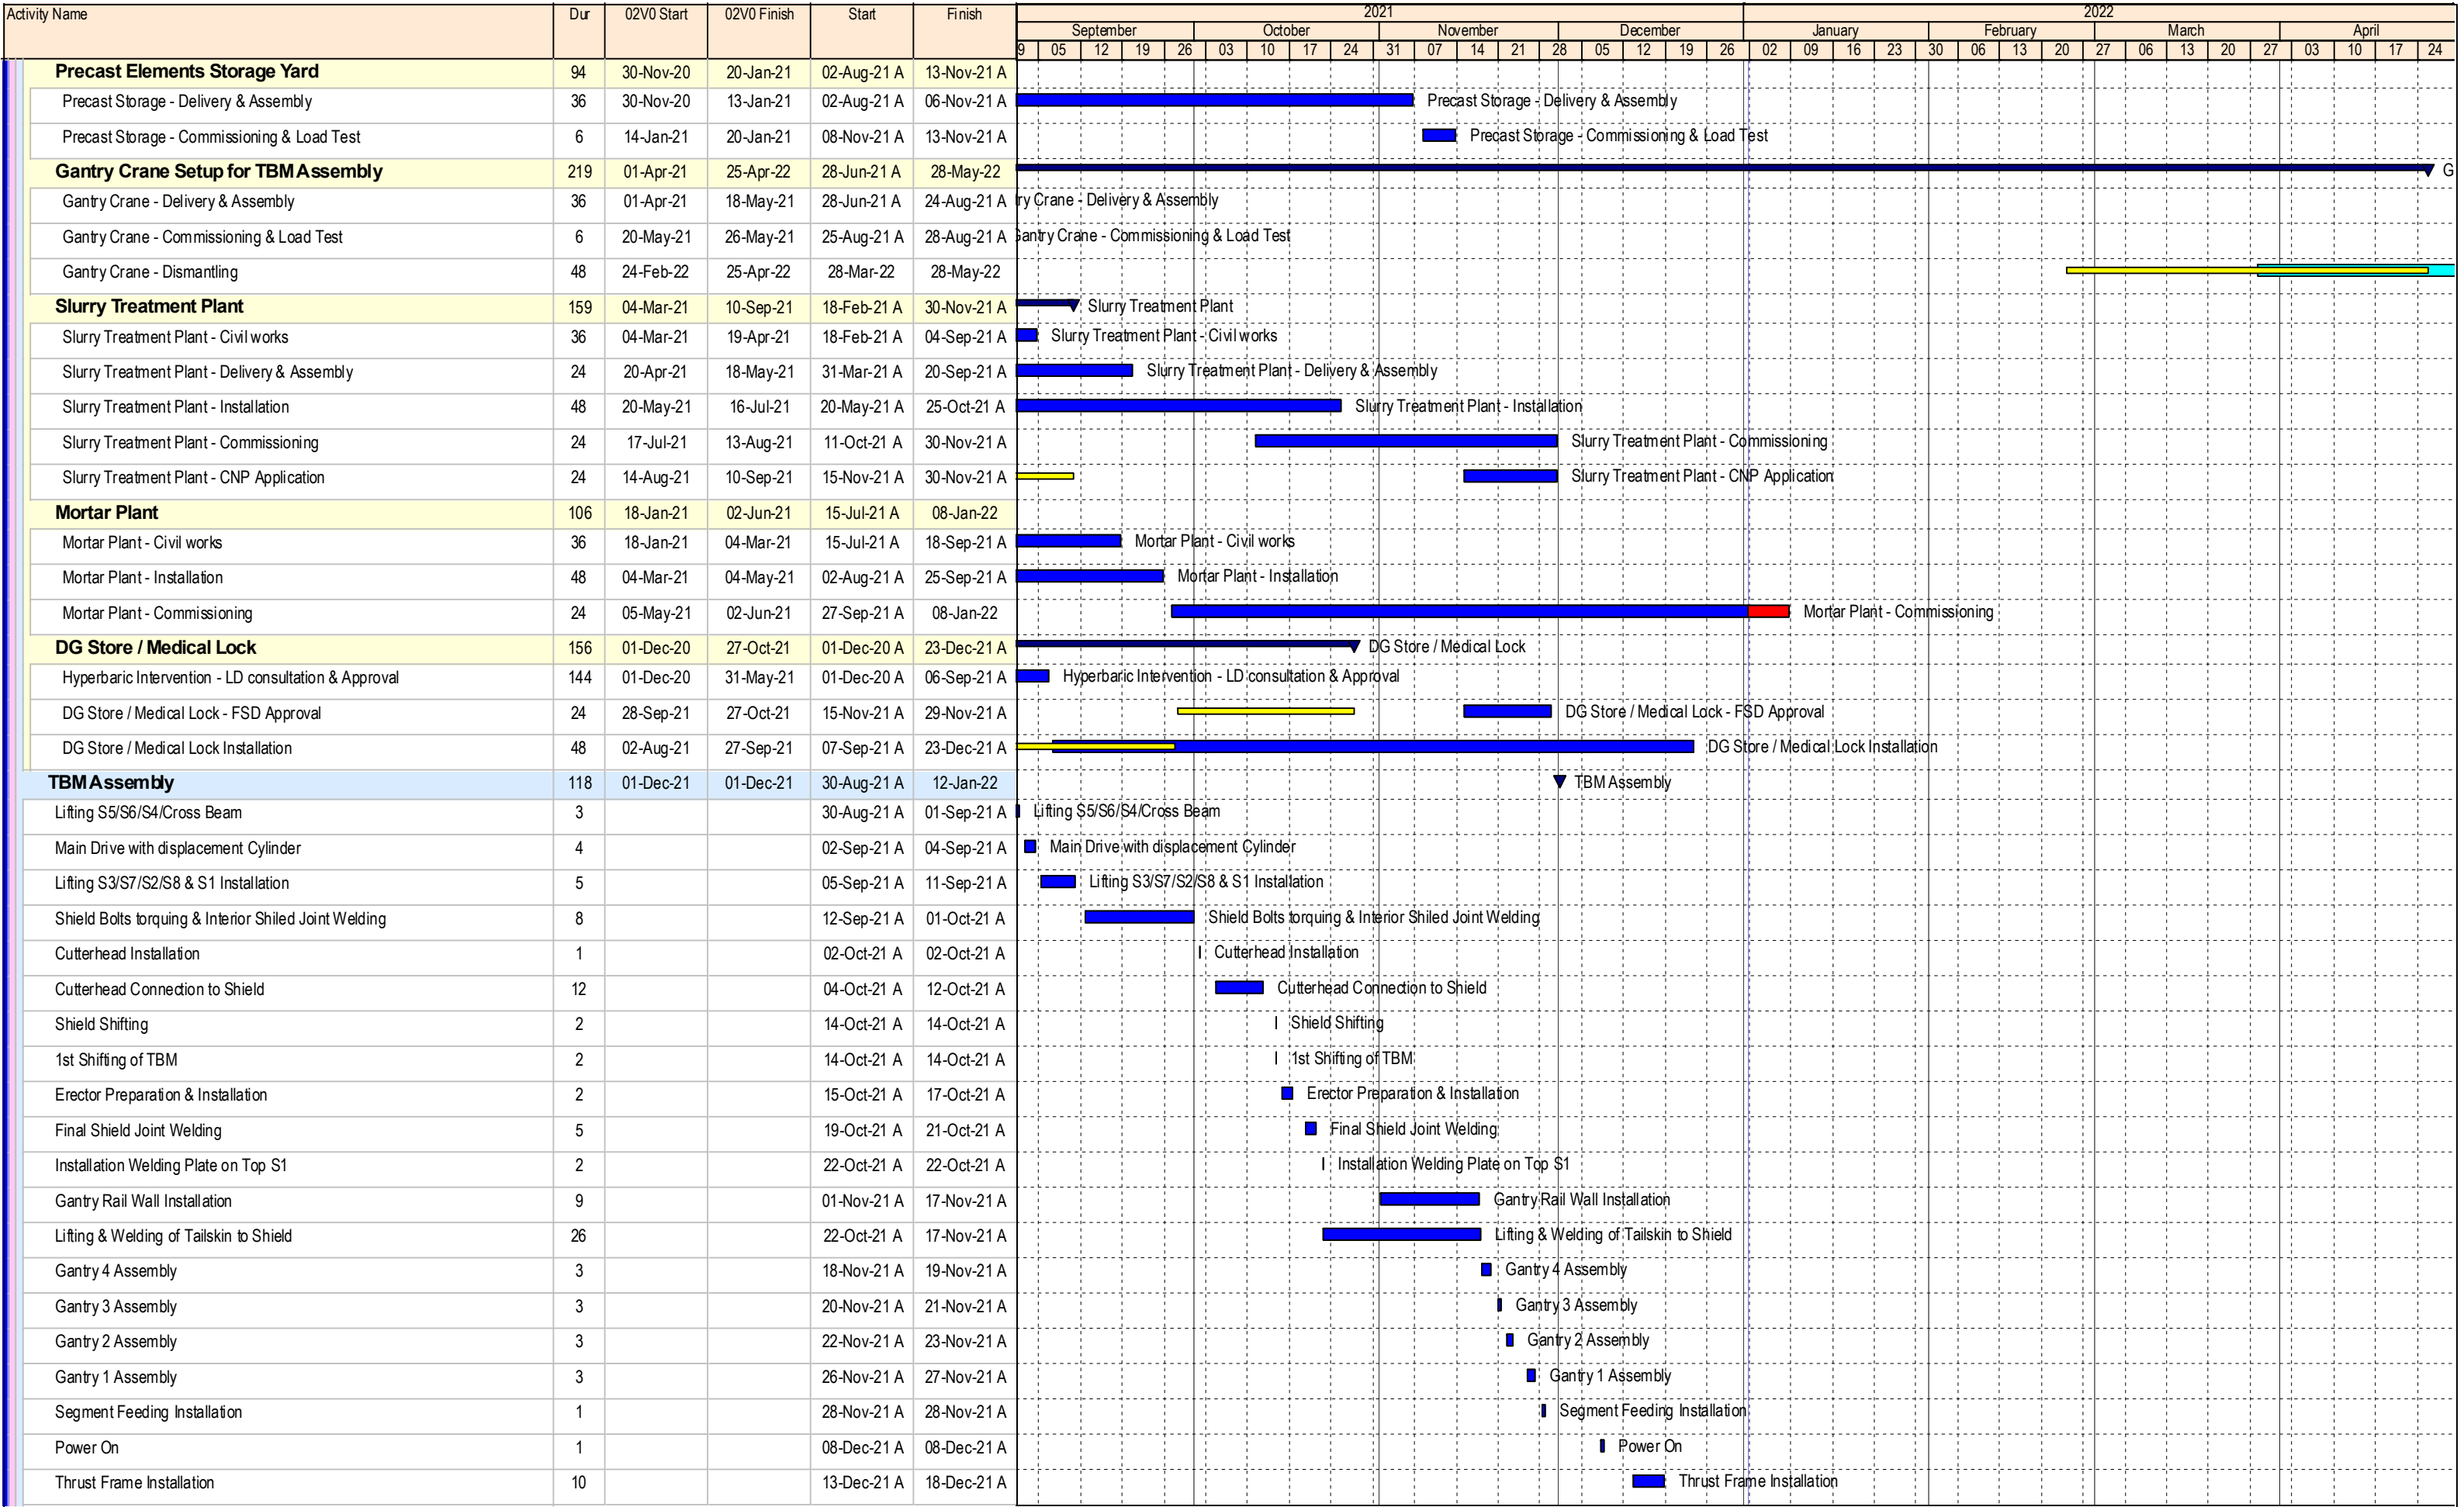 Activity Name Dur 02V0 Start 02V0 Finish Start Finish 2021 2022
September October November December January February March April
9 05 12 19 26 03 10 17 24 31 07 14 21 28 05 12 19 26 02 09 16 23 30 06 13 20 27 06 13 20 27 03 10 17 24
Precast Elements Storage Yard 94 30-Nov-20 20-Jan-21 02-Aug-21 A 13-Nov-21 A
Precast Storage - Delivery & Assembly 36 30-Nov-20 13-Jan-21 02-Aug-21 A 06-Nov-21 A Precast Storage - Delivery & Assembly
Precast Storage - Commissioning & Load Test 6 14-Jan-21 20-Jan-21 08-Nov-21 A 13-Nov-21 A Precast Storage - Commissioning & Load Test
Gantry Crane Setup for TBM Assembly 219 01-Apr-21 25-Apr-22 28-Jun-21 A 28-May-22 G
Gantry Crane - Delivery & Assembly 36 01-Apr-21 18-May-21 28-Jun-21 A 24-Aug-21 A ry Crane - Delivery & Assembly
Gantry Crane - Commissioning & Load Test 6 20-May-21 26-May-21 25-Aug-21 A 28-Aug-21 A Gantry Crane - Commissioning & Load Test
Gantry Crane - Dismantling 48 24-Feb-22 25-Apr-22 28-Mar-22 28-May-22
Slurry Treatment Plant 159 04-Mar-21 10-Sep-21 18-Feb-21 A 30-Nov-21 A Slurry Treatment Plant
Slurry Treatment Plant - Civil works 36 04-Mar-21 19-Apr-21 18-Feb-21 A 04-Sep-21 A Slurry Treatment Plant - Civil works
Slurry Treatment Plant - Delivery & Assembly 24 20-Apr-21 18-May-21 31-Mar-21 A 20-Sep-21 A Slurry Treatment Plant - Delivery & Assembly
Slurry Treatment Plant - Installation 48 20-May-21 16-Jul-21 20-May-21 A 25-Oct-21 A Slurry Treatment Plant - Installation
Slurry Treatment Plant - Commissioning 24 17-Jul-21 13-Aug-21 11-Oct-21 A 30-Nov-21 A Slurry Treatment Plant - Commissioning
Slurry Treatment Plant - CNP Application 24 14-Aug-21 10-Sep-21 15-Nov-21 A 30-Nov-21 A Slurry Treatment Plant - CNP Application
Mortar Plant 106 18-Jan-21 02-Jun-21 15-Jul-21 A 08-Jan-22
Mortar Plant - Civil works 36 18-Jan-21 04-Mar-21 15-Jul-21 A 18-Sep-21 A Mortar Plant - Civil works
Mortar Plant - Installation 48 04-Mar-21 04-May-21 02-Aug-21 A 25-Sep-21 A Mortar Plant - Installation
Mortar Plant - Commissioning 24 05-May-21 02-Jun-21 27-Sep-21 A 08-Jan-22 Mortar Plant - Commissioning
DG Store / Medical Lock 156 01-Dec-20 27-Oct-21 01-Dec-20 A 23-Dec-21 A DG Store / Medical Lock
Hyperbaric Intervention - LD consultation & Approval 144 01-Dec-20 31-May-21 01-Dec-20 A 06-Sep-21 A Hyperbaric Intervention - LD consultation & Approval
DG Store / Medical Lock - FSD Approval 24 28-Sep-21 27-Oct-21 15-Nov-21 A 29-Nov-21 A DG Store / Medical Lock - FSD Approval
DG Store / Medical Lock Installation 48 02-Aug-21 27-Sep-21 07-Sep-21 A 23-Dec-21 A DG Store / Medical Lock Installation
TBM Assembly 118 01-Dec-21 01-Dec-21 30-Aug-21 A 12-Jan-22 TBM Assembly
Lifting S5/S6/S4/Cross Beam 3 30-Aug-21 A 01-Sep-21 A Lifting S5/S6/S4/Cross Beam
Main Drive with displacement Cylinder 4 02-Sep-21 A 04-Sep-21 A Main Drive with displacement Cylinder
Lifting S3/S7/S2/S8 & S1 Installation 5 05-Sep-21 A 11-Sep-21 A Lifting S3/S7/S2/S8 & S1 Installation
Shield Bolts torquing & Interior Shiled Joint Welding 8 12-Sep-21 A 01-Oct-21 A Shield Bolts torquing & Interior Shiled Joint Welding
Cutterhead Installation 1 02-Oct-21 A 02-Oct-21 A Cutterhead Installation
Cutterhead Connection to Shield 12 04-Oct-21 A 12-Oct-21 A Cutterhead Connection to Shield
Shield Shifting 2 14-Oct-21 A 14-Oct-21 A Shield Shifting
1st Shifting of TBM 2 14-Oct-21 A 14-Oct-21 A 1st Shifting of TBM
Erector Preparation & Installation 2 15-Oct-21 A 17-Oct-21 A Erector Preparation & Installation
Final Shield Joint Welding 5 19-Oct-21 A 21-Oct-21 A Final Shield Joint Welding
Installation Welding Plate on Top S1 2 22-Oct-21 A 22-Oct-21 A Installation Welding Plate on Top S1
Gantry Rail Wall Installation 9 01-Nov-21 A 17-Nov-21 A Gantry Rail Wall Installation
Lifting & Welding of Tailskin to Shield 26 22-Oct-21 A 17-Nov-21 A Lifting & Welding of Tailskin to Shield
Gantry 4 Assembly 3 18-Nov-21 A 19-Nov-21 A Gantry 4 Assembly
Gantry 3 Assembly 3 20-Nov-21 A 21-Nov-21 A Gantry 3 Assembly
Gantry 2 Assembly 3 22-Nov-21 A 23-Nov-21 A Gantry 2 Assembly
Gantry 1 Assembly 3 26-Nov-21 A 27-Nov-21 A Gantry 1 Assembly
Segment Feeding Installation 1 28-Nov-21 A 28-Nov-21 A Segment Feeding Installation
Power On 1 08-Dec-21 A 08-Dec-21 A Power On
Thrust Frame Installation 10 13-Dec-21 A 18-Dec-21 A Thrust Frame Installation